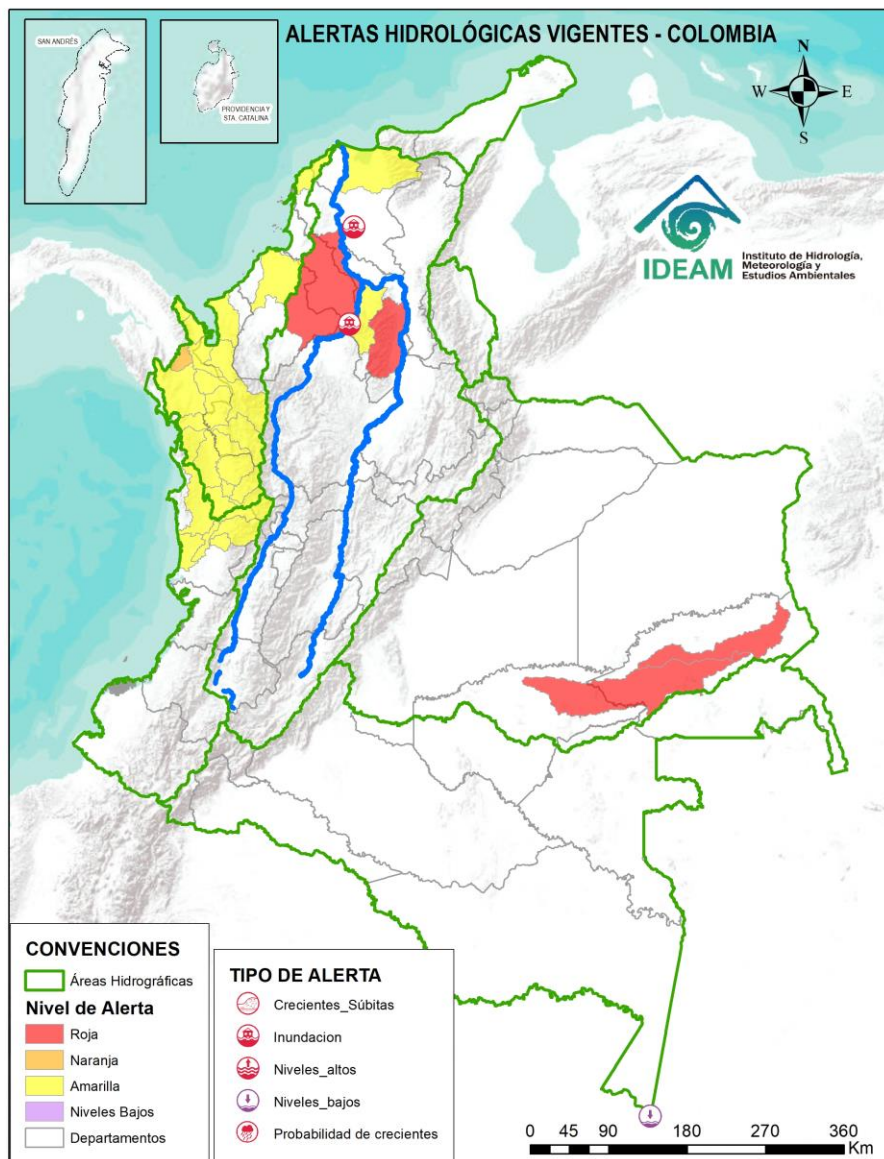 ALERTAS HIDROLÓGICAS VIGENTES - COLOMBIA
SAN ANDRÉS
PROVIDENCIA Y
STA. CATALINA
N
W
E
S
IDEAM
Instituto de Hidrología,
Meteorología y
Estudios Ambientales
CONVENCIONES
Áreas Hidrográficas
Nivel de Alerta
Roja
Naranja
Amarilla
Niveles Bajos
Departamentos
TIPO DE ALERTA
Crecientes_Súbitas
Inundacion
Niveles_altos
Niveles_bajos
Probabilidad de crecientes
0 45 90 180 270 360
Km